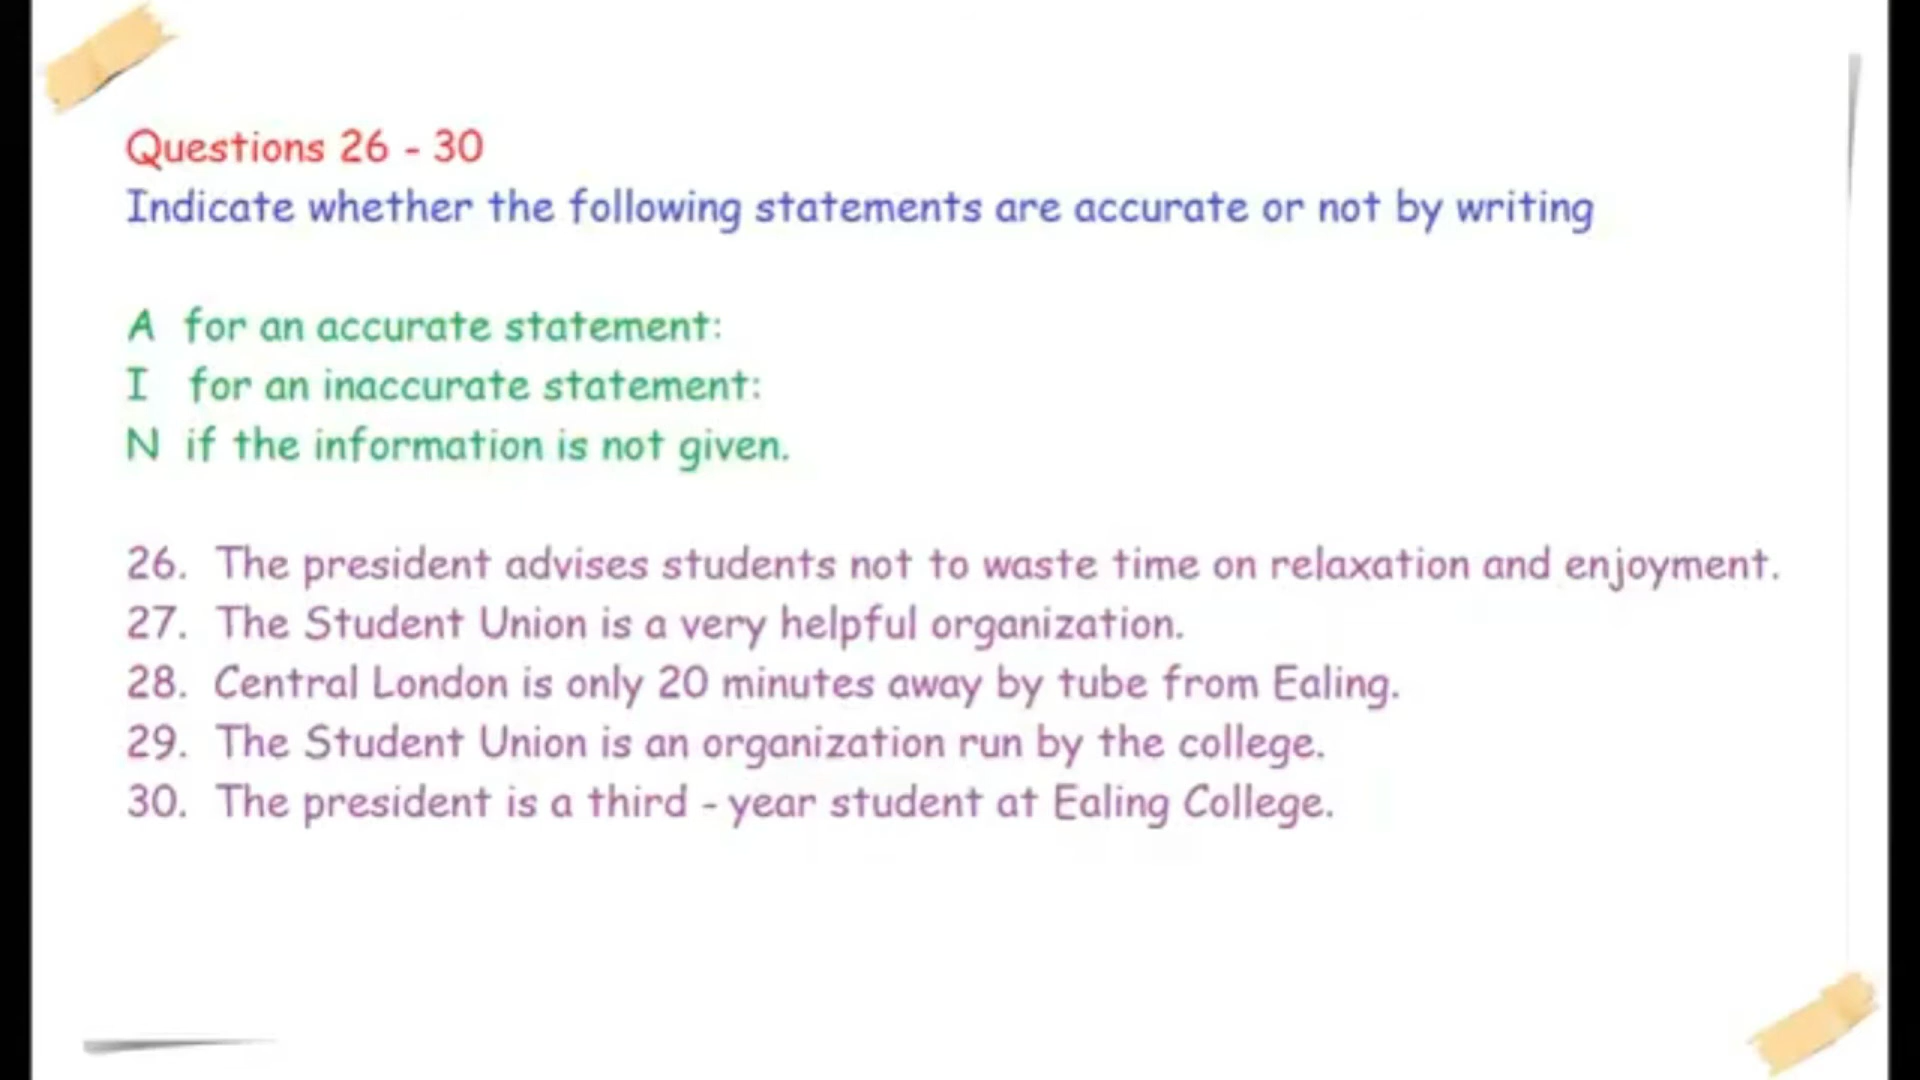 Questions 26 - 30
Indicate whether the following statements are accurate or not by writing
A for an accurate statement:
I for an inaccurate statement:
N if the information is not given.
26. The president advises students not to waste time on relaxation and enjoyment.
27. The Student Union is a very helpful organization.
28. Central London is only 20 minutes away by tube from Ealing.
29. The Student Union is an organization run by the college.
30. The president is a third - year student at Ealing College.